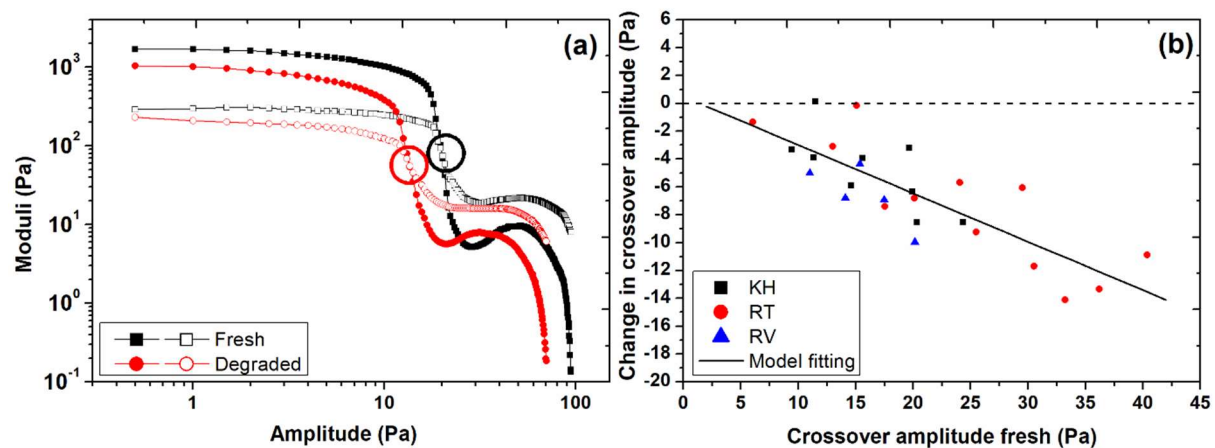 (a)
Moduli (Pa)
10³
10²
10¹
10⁰
10⁻¹
Fresh
Degraded
1 10 100
Amplitude (Pa)
(b)
Change in crossover amplitude (Pa)
6
4
2
0
-2
-4
-6
-8
-10
-12
-14
-16
-18
-20
KH
RT
RV
Model fitting
0 5 10 15 20 25 30 35 40 45
Crossover amplitude fresh (Pa)